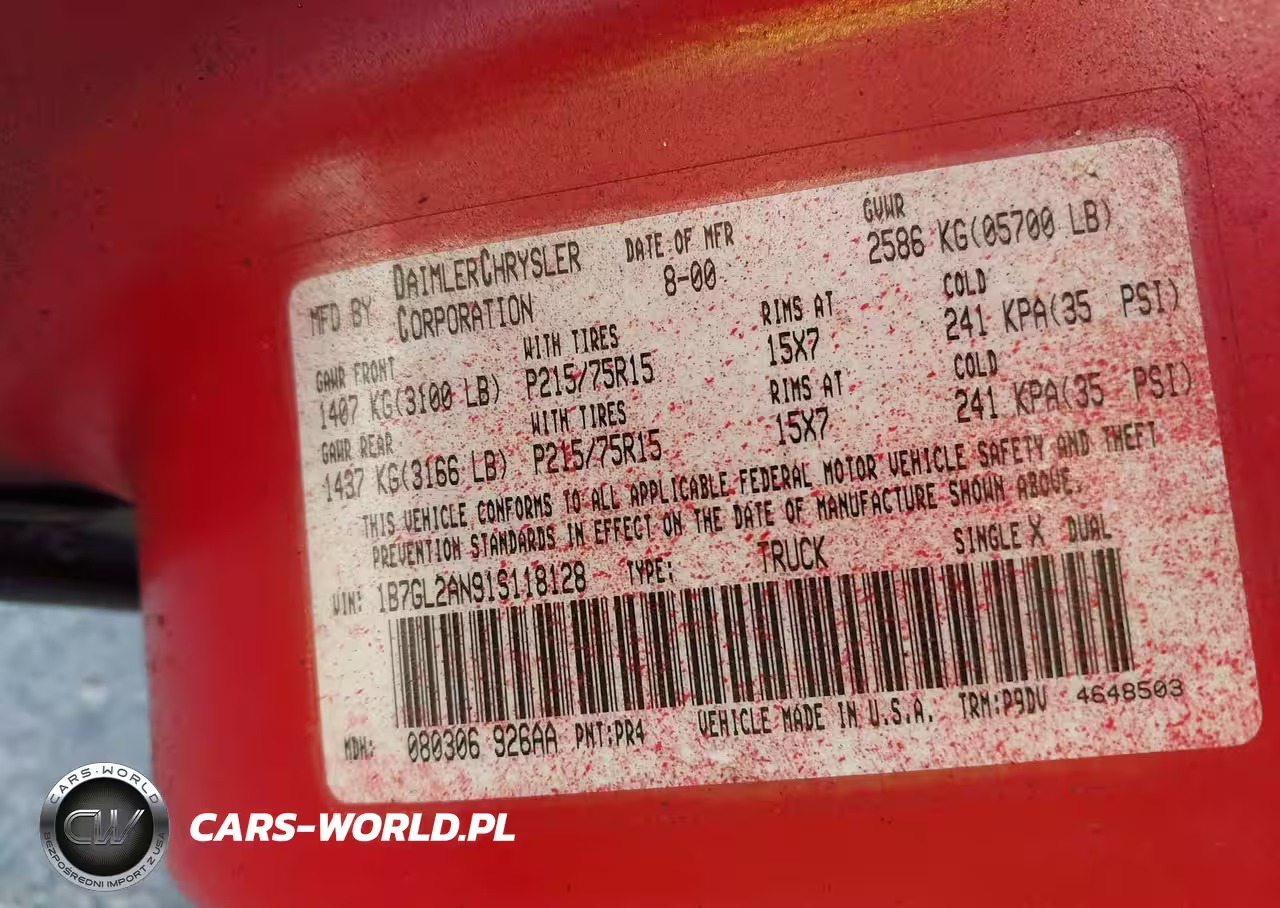 MFD BY DAIMLERCHRYSLER CORPORATION
DATE OF MFR
8-00
GVWR
2586 KG(05700 LB)
GAWR FRONT WITH TIRES RIMS AT COLD
1407 KG(3100 LB) P215/75R15 15X7 241 KPA(35 PSI)
GAWR REAR WITH TIRES RIMS AT COLD
1437 KG(3166 LB) P215/75R15 15X7 241 KPA(35 PSI)
THIS VEHICLE CONFORMS TO ALL APPLICABLE FEDERAL MOTOR VEHICLE SAFETY AND THEFT
PREVENTION STANDARDS IN EFFECT ON THE DATE OF MANUFACTURE SHOWN ABOVE.
VIN: 1B7GL2AN91S118128 TYPE: TRUCK SINGLE X DUAL
MDH: 080306 926AA PNT:PR4 VEHICLE MADE IN U.S.A. TRM:P9DV 4648503
CARS-WORLD
CW
BEZPOŚREDNI IMPORT Z USA
CARS-WORLD.PL